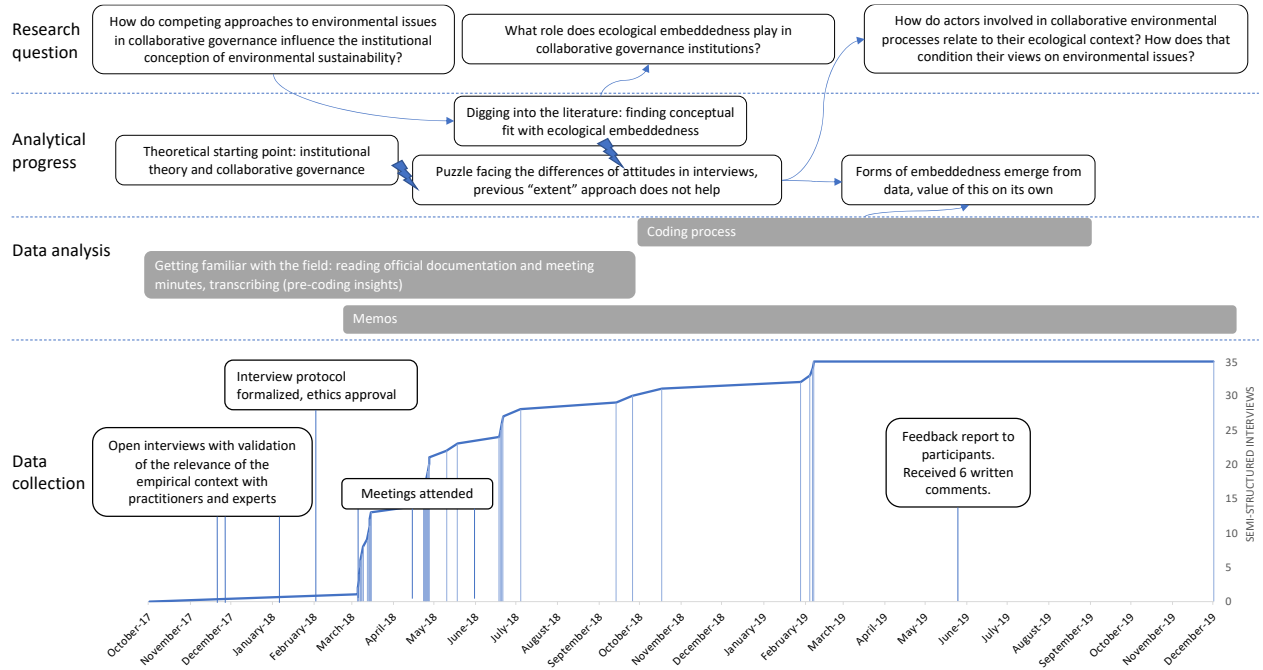 Research
question
How do competing approaches to environmental issues
in collaborative governance influence the institutional
conception of environmental sustainability?
What role does ecological embeddedness play in
collaborative governance institutions?
How do actors involved in collaborative environmental
processes relate to their ecological context? How does that
condition their views on environmental issues?
Analytical
progress
Digging into the literature: finding conceptual
fit with ecological embeddedness
Theoretical starting point: institutional
theory and collaborative governance
Puzzle facing the differences of attitudes in interviews,
previous “extent” approach does not help
Forms of embeddedness emerge from
data, value of this on its own
Data analysis
Coding process
Getting familiar with the field: reading official documentation and meeting
minutes, transcribing (pre-coding insights)
Memos
Data
collection
Interview protocol
formalized, ethics approval
Open interviews with validation
of the relevance of the
empirical context with
practitioners and experts
Meetings attended
Feedback report to
participants.
Received 6 written
comments.
35
30
25
20
15
10
5
0
SEMI-STRUCTURED INTERVIEWS
October-17
November-17
December-17
January-18
February-18
March-18
April-18
May-18
June-18
July-18
August-18
September-18
October-18
November-18
December-18
January-19
February-19
March-19
April-19
May-19
June-19
July-19
August-19
September-19
October-19
November-19
December-19